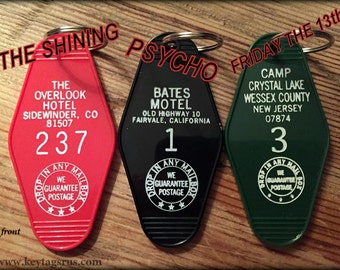 THE SHINING
PSYCHO
FRIDAY THE 13th
THE
OVERLOOK
HOTEL
SIDEWINDER, CO
81507
237
DROP IN ANY MAILBOX
WE
GUARANTEE
POSTAGE
BATES
MOTEL
OLD HIGHWAY 10
FAIRVALE, CALIFORNIA
1
DROP IN ANY MAILBOX
WE
GUARANTEE
POSTAGE
CAMP
CRYSTAL LAKE
WESSEX COUNTY
NEW JERSEY
07874
3
DROP IN ANY MAIL BOX
WE
GUARANTEE
POSTAGE
front
www.keytagsrus.com